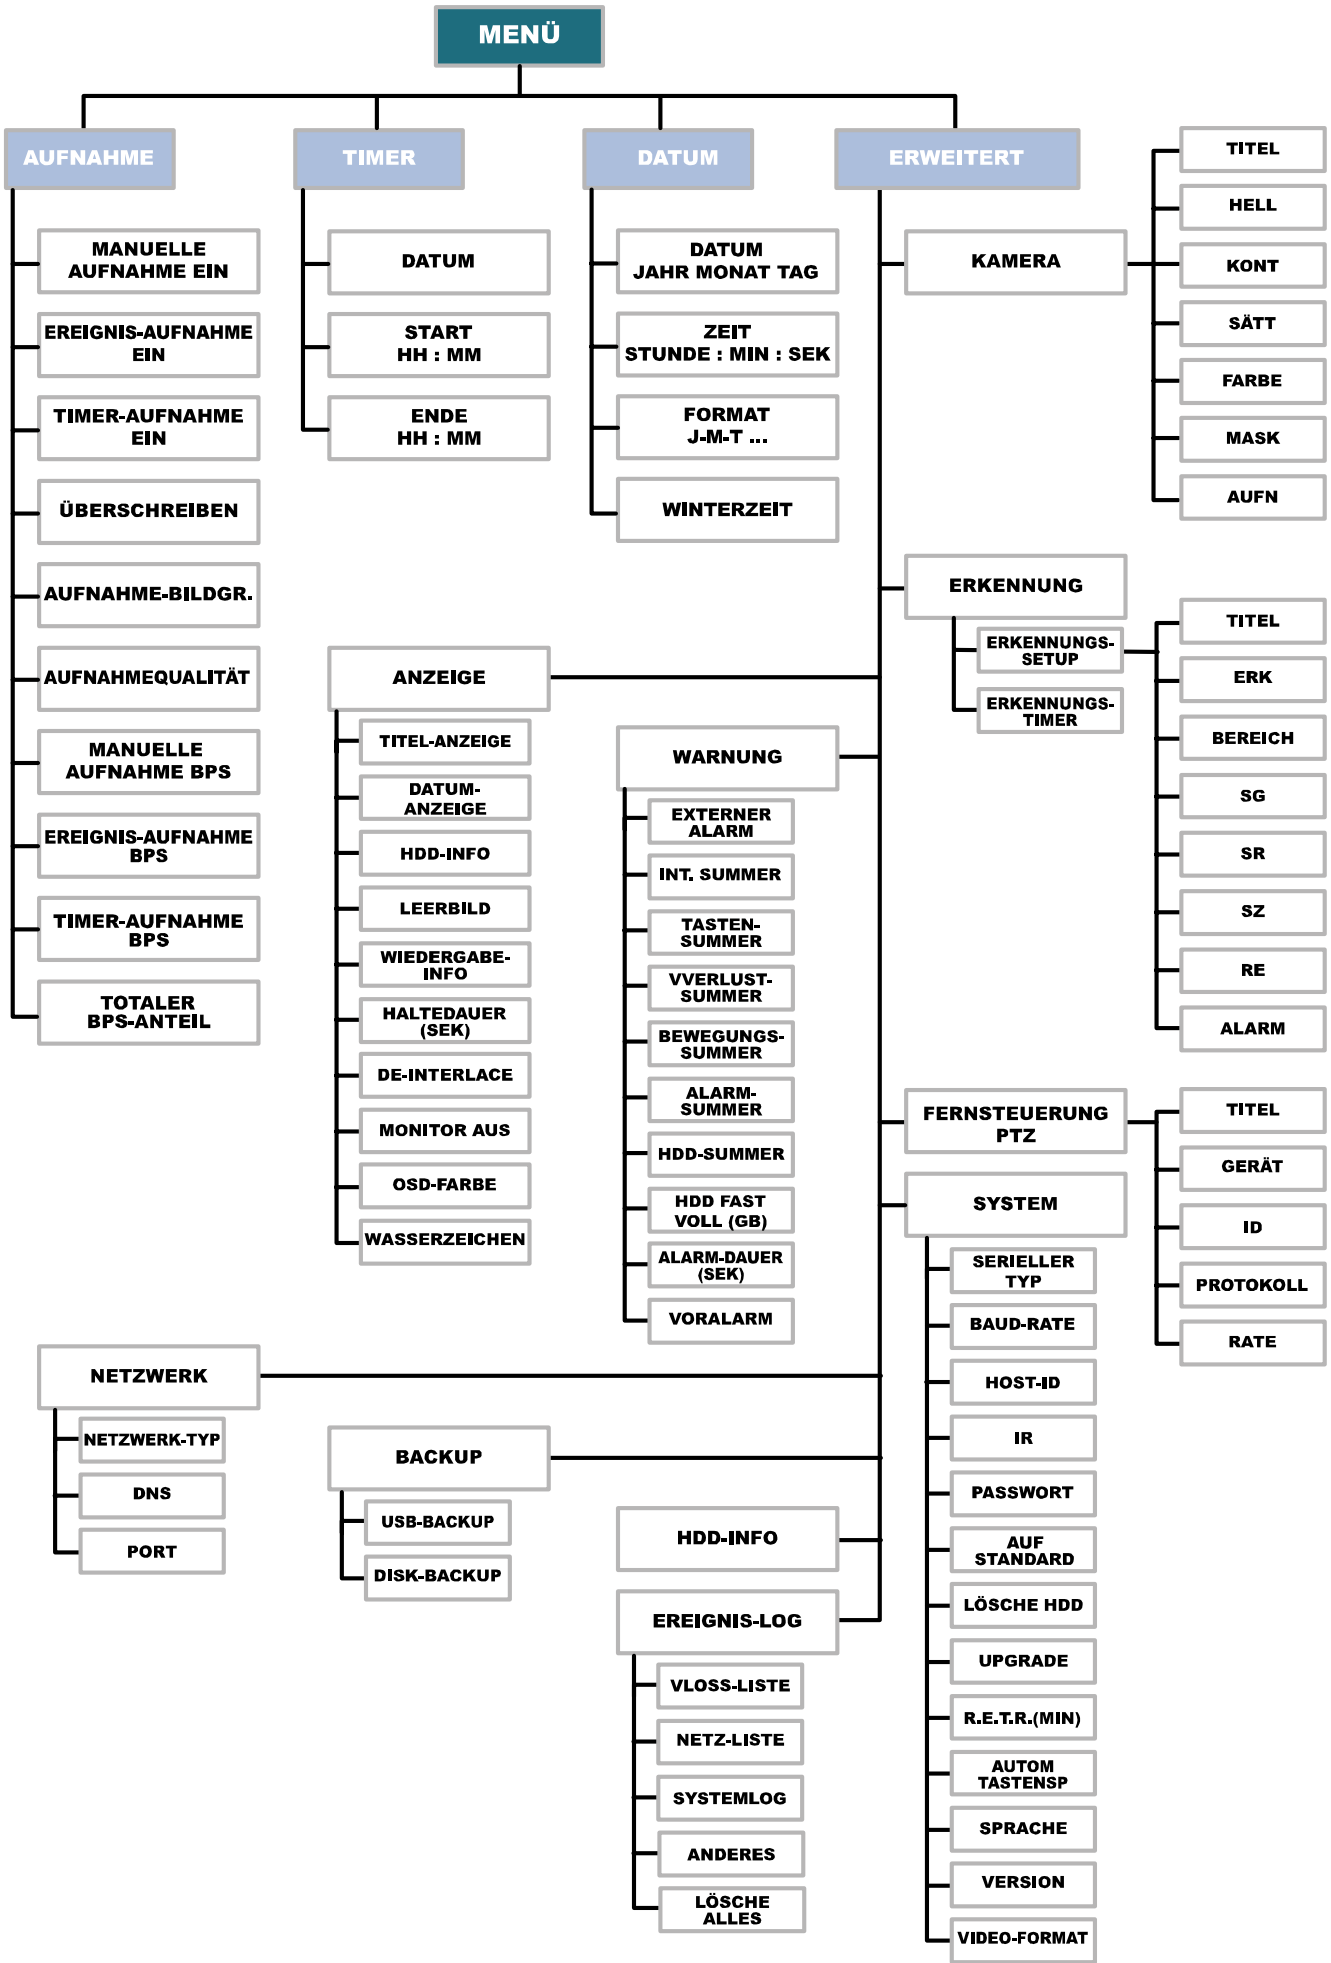 MENÜ
AUFNAHME
MANUELLE
AUFNAHME EIN
EREIGNIS-AUFNAHME
EIN
TIMER-AUFNAHME
EIN
ÜBERSCHREIBEN
AUFNAHME-BILDGR.
AUFNAHMEQUALITÄT
MANUELLE
AUFNAHME BPS
EREIGNIS-AUFNAHME
BPS
TIMER-AUFNAHME
BPS
TOTALER
BPS-ANTEIL
TIMER
DATUM
START
HH : MM
ENDE
HH : MM
DATUM
DATUM
JAHR MONAT TAG
ZEIT
STUNDE : MIN : SEK
FORMAT
J-M-T ...
WINTERZEIT
ERWEITERT
KAMERA
TITEL
HELL
KONT
SÄTT
FARBE
MASK
AUFN
ERKENNUNG
ERKENNUNGS-
SETUP
ERKENNUNGS-
TIMER
TITEL
ERK
BEREICH
SG
SR
SZ
RE
ALARM
ANZEIGE
TITEL-ANZEIGE
DATUM-
ANZEIGE
HDD-INFO
LEERBILD
WIEDERGABE-
INFO
HALTEDAUER
(SEK)
DE-INTERLACE
MONITOR AUS
OSD-FARBE
WASSERZEICHEN
WARNUNG
EXTERNER
ALARM
INT. SUMMER
TASTEN-
SUMMER
VVERLUST-
SUMMER
BEWEGUNGS-
SUMMER
ALARM-
SUMMER
HDD-SUMMER
HDD FAST
VOLL (GB)
ALARM-DAUER
(SEK)
VORALARM
FERNSTEUERUNG
PTZ
TITEL
GERÄT
ID
PROTOKOLL
RATE
SYSTEM
SERIELLER
TYP
BAUD-RATE
HOST-ID
IR
PASSWORT
AUF
STANDARD
LÖSCHE HDD
UPGRADE
R.E.T.R.(MIN)
AUTOM
TASTENSP
SPRACHE
VERSION
VIDEO-FORMAT
NETZWERK
NETZWERK-TYP
DNS
PORT
BACKUP
USB-BACKUP
DISK-BACKUP
HDD-INFO
EREIGNIS-LOG
VLOSS-LISTE
NETZ-LISTE
SYSTEMLOG
ANDERES
LÖSCHE
ALLES